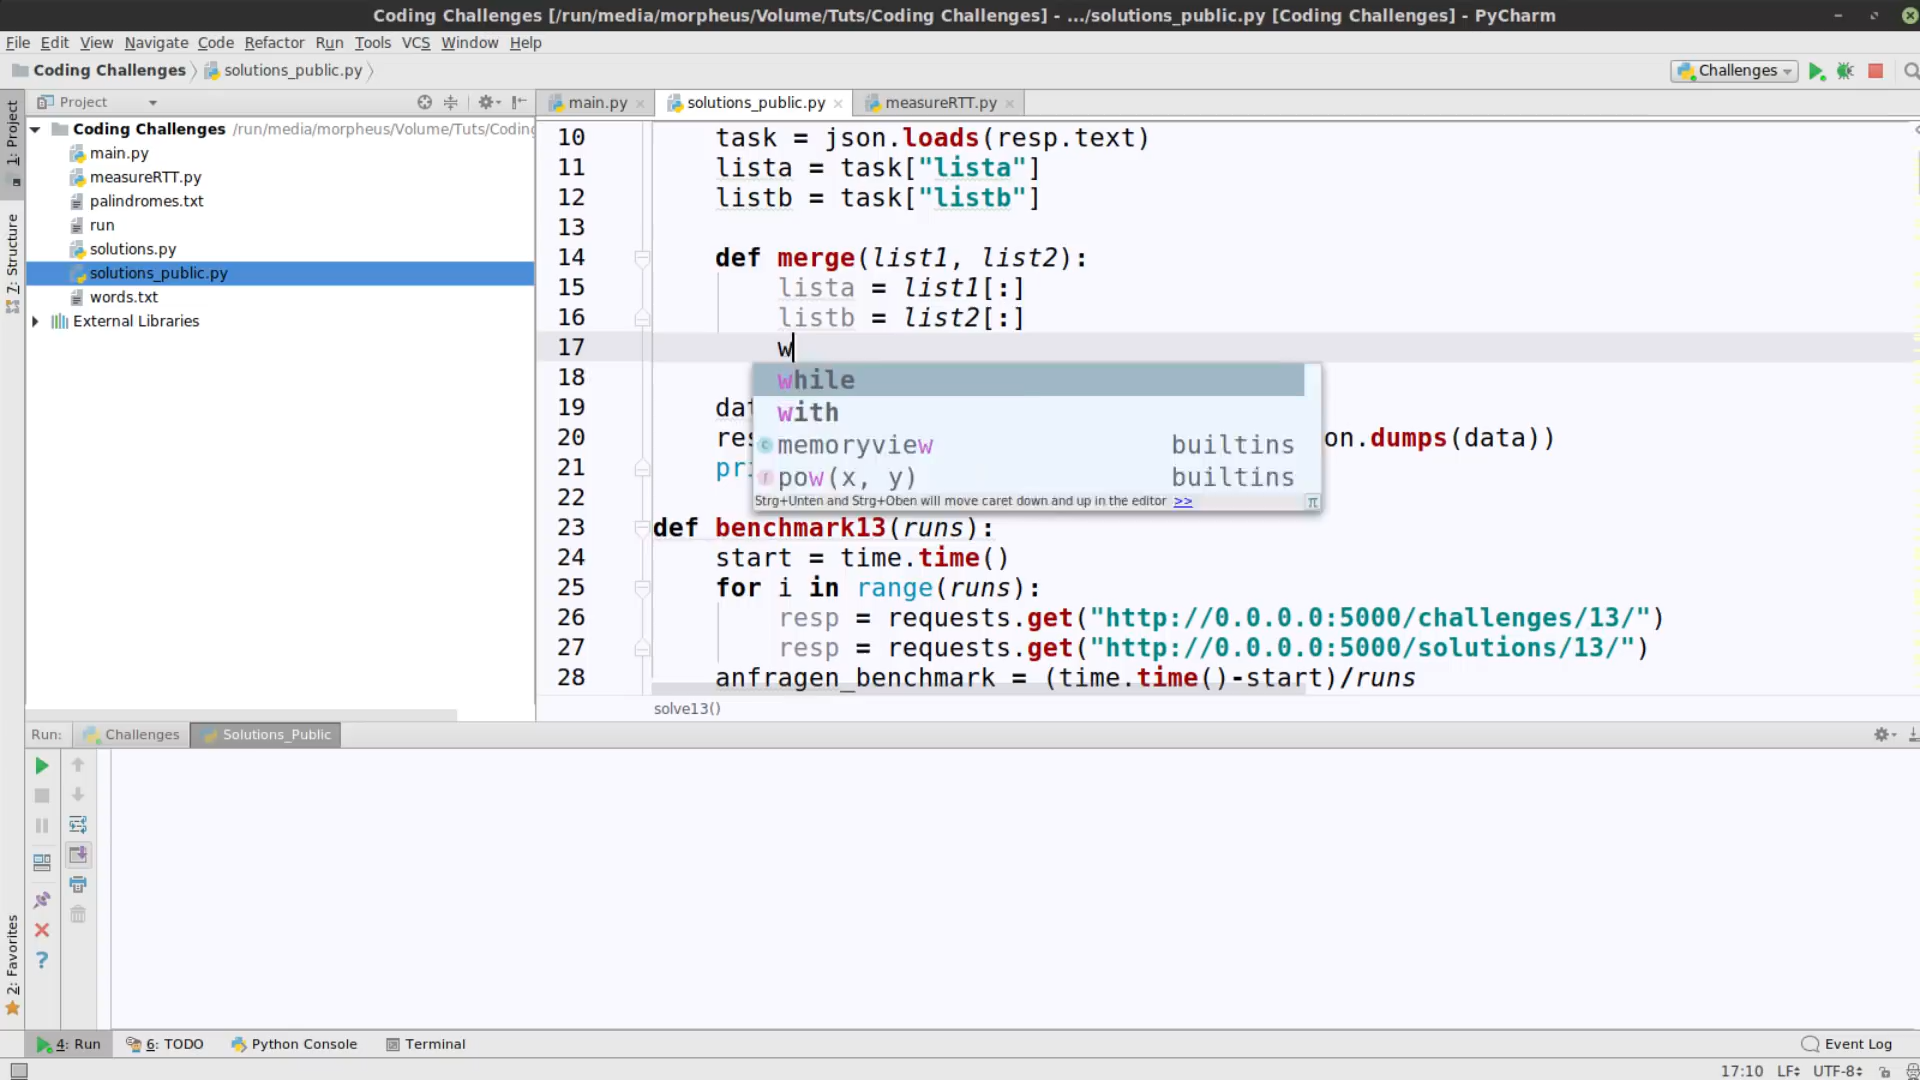 Coding Challenges [/run/media/morpheus/Volume/Tuts/Coding Challenges] - .../solutions_public.py [Coding Challenges] - PyCharm
File Edit View Navigate Code Refactor Run Tools VCS Window Help
Coding Challenges solutions_public.py Challenges
Project main.py solutions_public.py measureRTT.py
1: Project
7: Structure
2: Favorites
Coding Challenges /run/media/morpheus/Volume/Tuts/Coding
main.py
measureRTT.py
palindromes.txt
run
solutions.py
solutions_public.py
words.txt
External Libraries
10 task = json.loads(resp.text)
11 lista = task["lista"]
12 listb = task["listb"]
13
14 def merge(list1, list2):
15 lista = list1[:]
16 listb = list2[:]
17 w
18
19 dat
20 res on.dumps(data))
21 pri
22
23 def benchmark13(runs):
24 start = time.time()
25 for i in range(runs):
26 resp = requests.get("http://0.0.0.0:5000/challenges/13/")
27 resp = requests.get("http://0.0.0.0:5000/solutions/13/")
28 anfragen_benchmark = (time.time()-start)/runs
while
with
memoryview builtins
pow(x, y) builtins
Strg+Unten and Strg+Oben will move caret down and up in the editor >> π
solve13()
Run: Challenges Solutions_Public
4: Run 6: TODO Python Console Terminal Event Log
17:10 LF÷ UTF-8÷